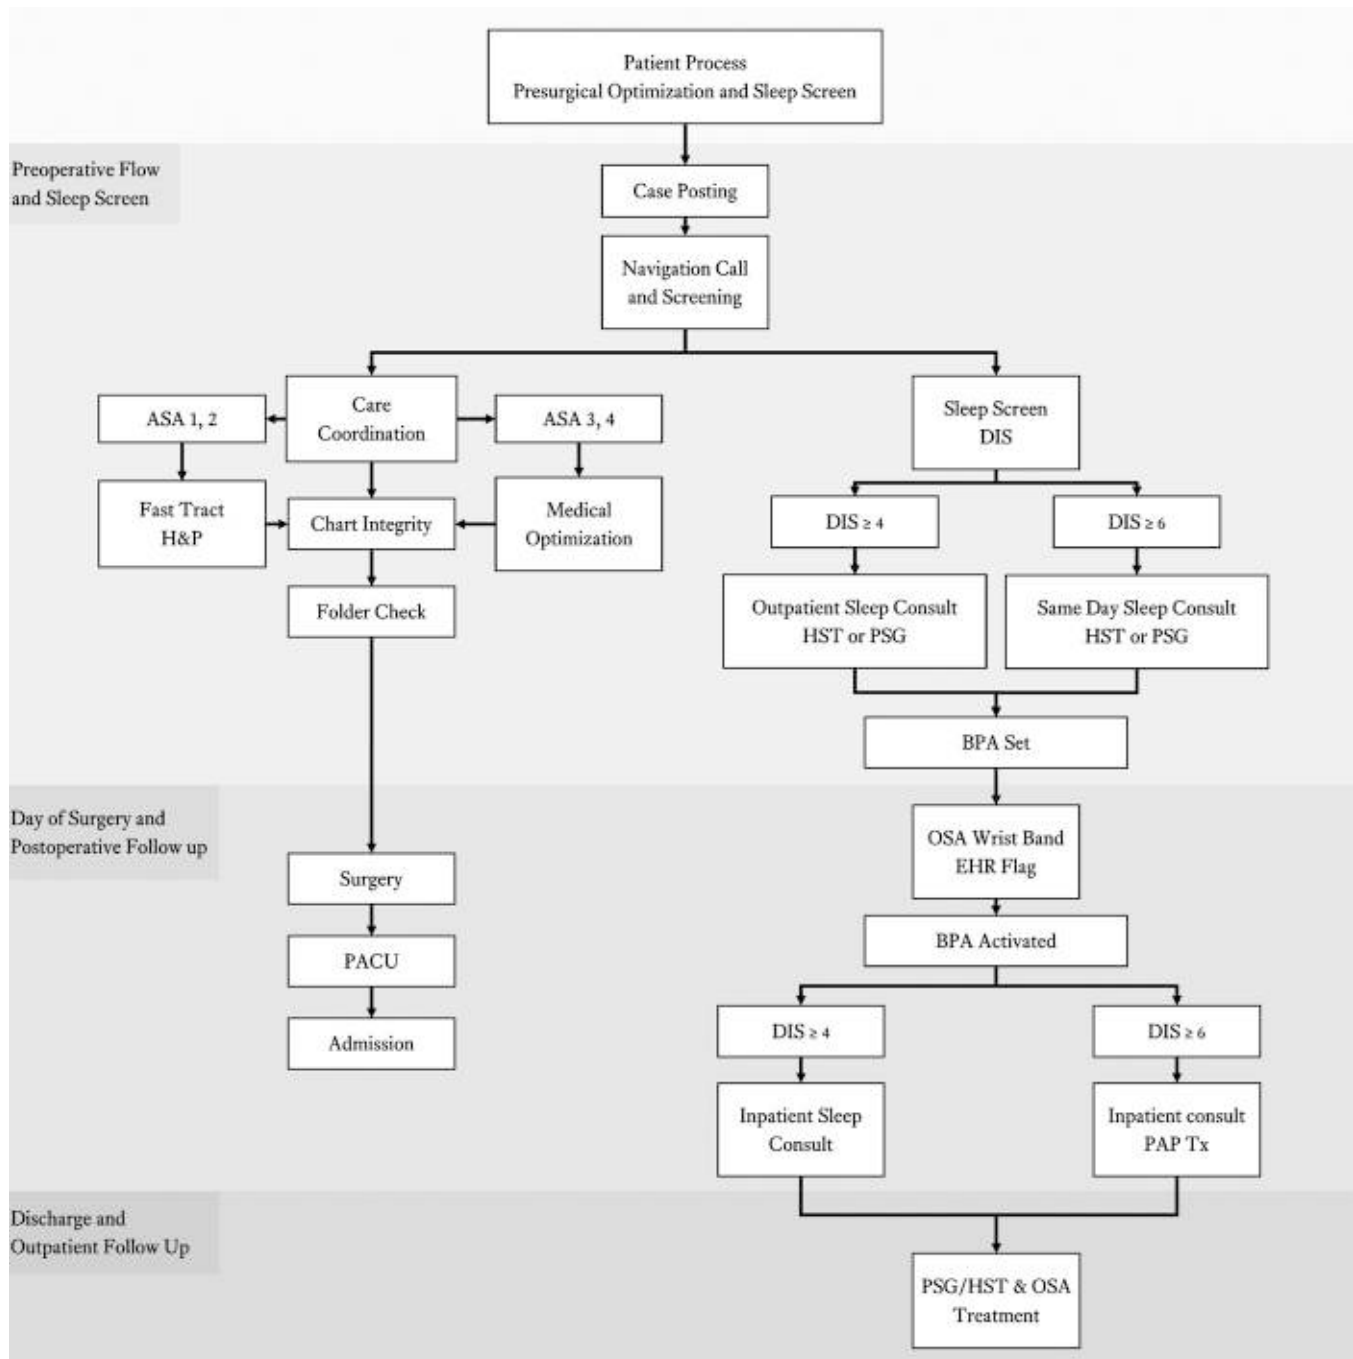 Patient Process
Presurgical Optimization and Sleep Screen
Preoperative Flow
and Sleep Screen
Case Posting
Navigation Call
and Screening
Care
Coordination
ASA 1, 2
ASA 3, 4
Sleep Screen
DIS
Fast Tract
H&P
Chart Integrity
Medical
Optimization
DIS ≥ 4
DIS ≥ 6
Folder Check
Outpatient Sleep Consult
HST or PSG
Same Day Sleep Consult
HST or PSG
BPA Set
Day of Surgery and
Postoperative Follow up
OSA Wrist Band
EHR Flag
Surgery
BPA Activated
PACU
Admission
DIS ≥ 4
DIS ≥ 6
Inpatient Sleep
Consult
Inpatient consult
PAP Tx
Discharge and
Outpatient Follow Up
PSG/HST & OSA
Treatment